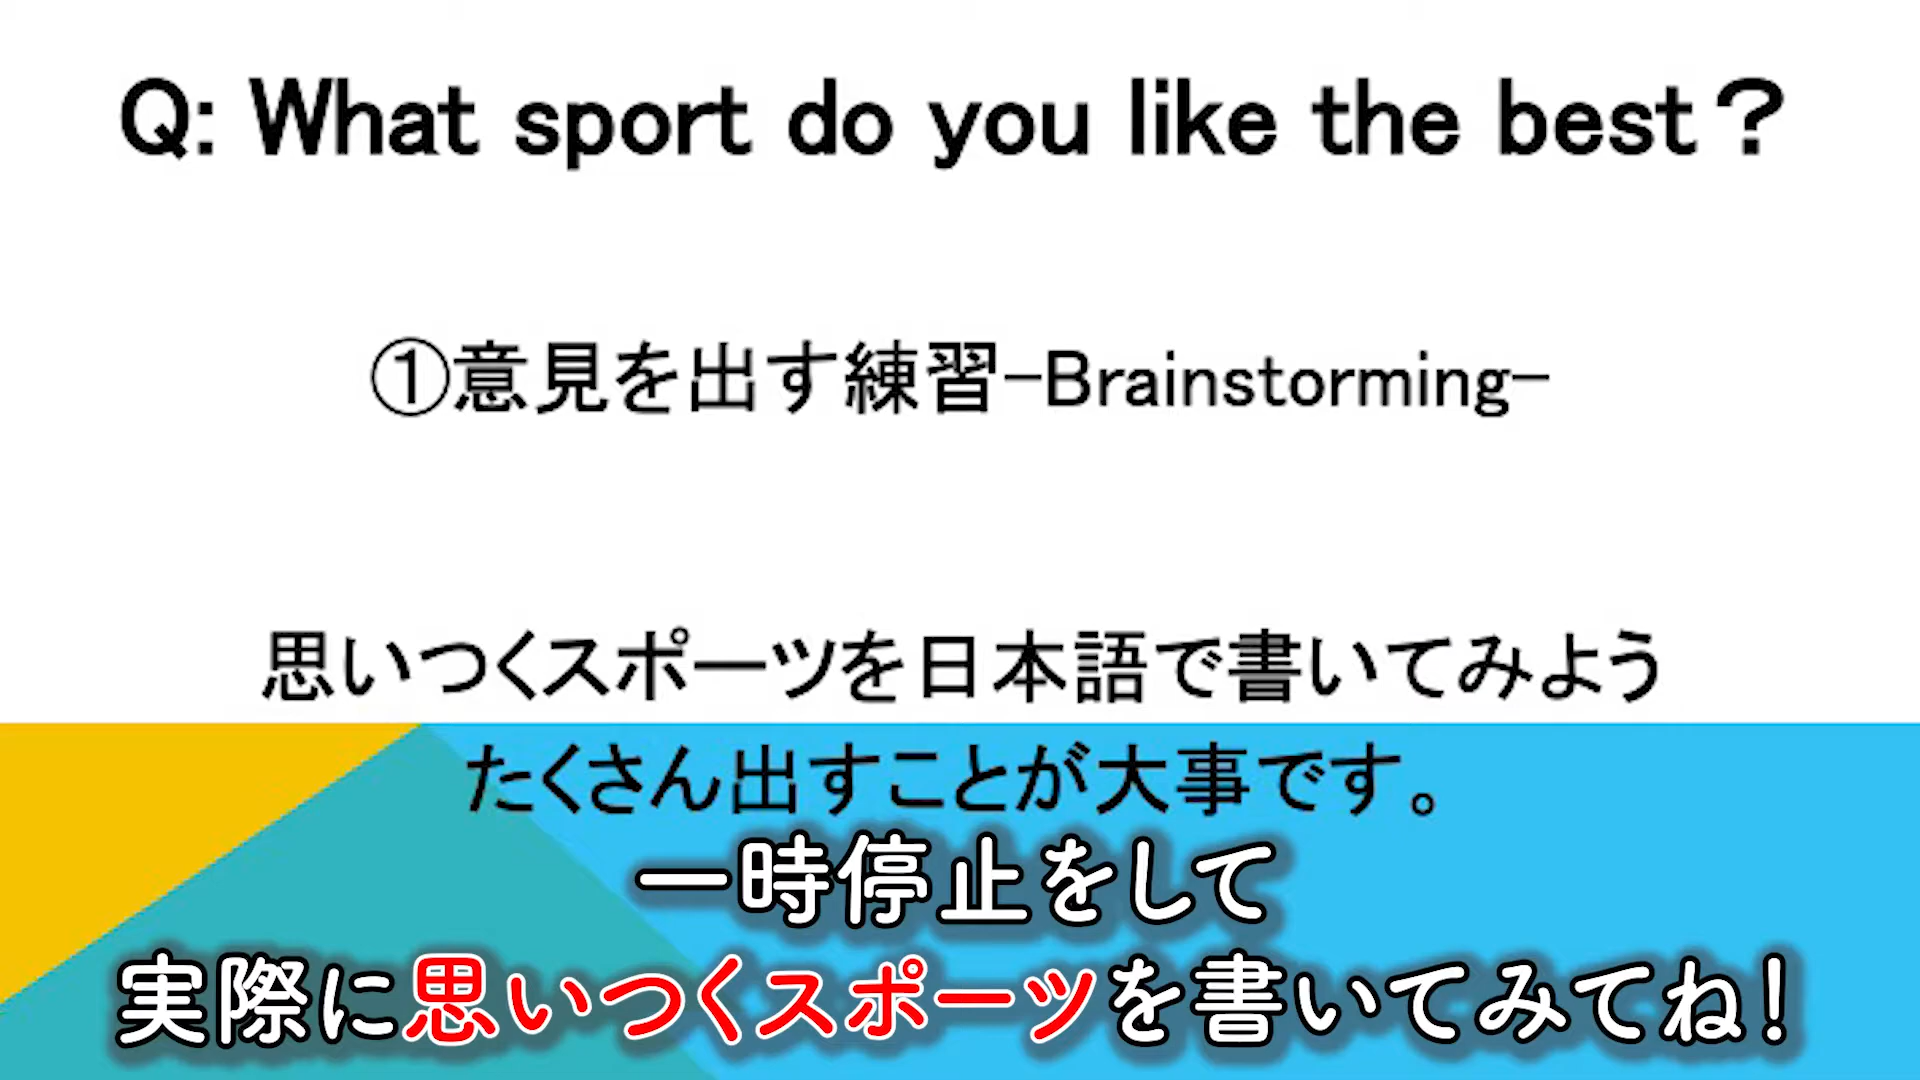 Q: What sport do you like the best？
①意見を出す練習-Brainstorming-
思いつくスポーツを日本語で書いてみよう
たくさん出すことが大事です。
一時停止をして
実際に思いつくスポーツを書いてみてね！